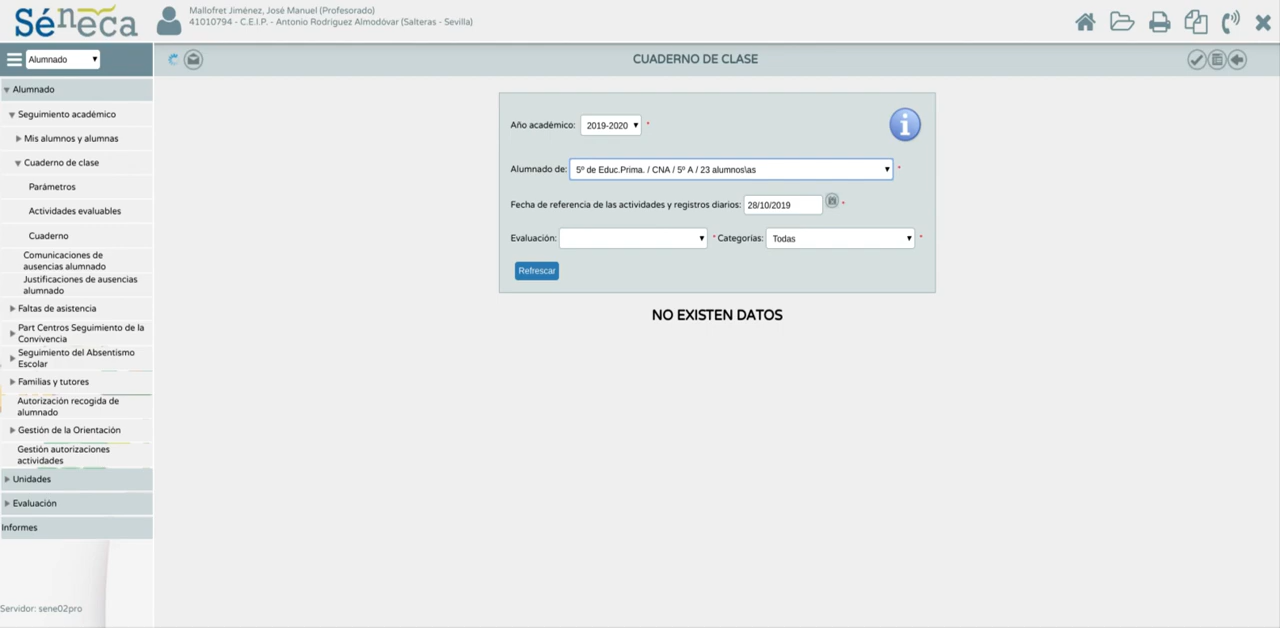 Séneca
Mallofret Jiménez, José Manuel (Profesorado)
41010794 - C.E.I.P. - Antonio Rodríguez Almodóvar (Salteras - Sevilla)
Alumnado
CUADERNO DE CLASE
Alumnado
Seguimiento académico
Mis alumnos y alumnas
Cuaderno de clase
Parámetros
Actividades evaluables
Cuaderno
Comunicaciones de
ausencias alumnado
Justificaciones de ausencias
alumnado
Faltas de asistencia
Part Centros Seguimiento de la
Convivencia
Seguimiento del Absentismo
Escolar
Familias y tutores
Autorización recogida de
alumnado
Gestión de la Orientación
Gestión autorizaciones
actividades
Unidades
Evaluación
Informes
Servidor: sene02pro
Año académico: 2019-2020 *
Alumnado de: 5º de Educ.Prima. / CNA / 5º A / 23 alumnos\as *
Fecha de referencia de las actividades y registros diarios: 28/10/2019 *
Evaluación: * Categorías: Todas *
Refrescar
NO EXISTEN DATOS